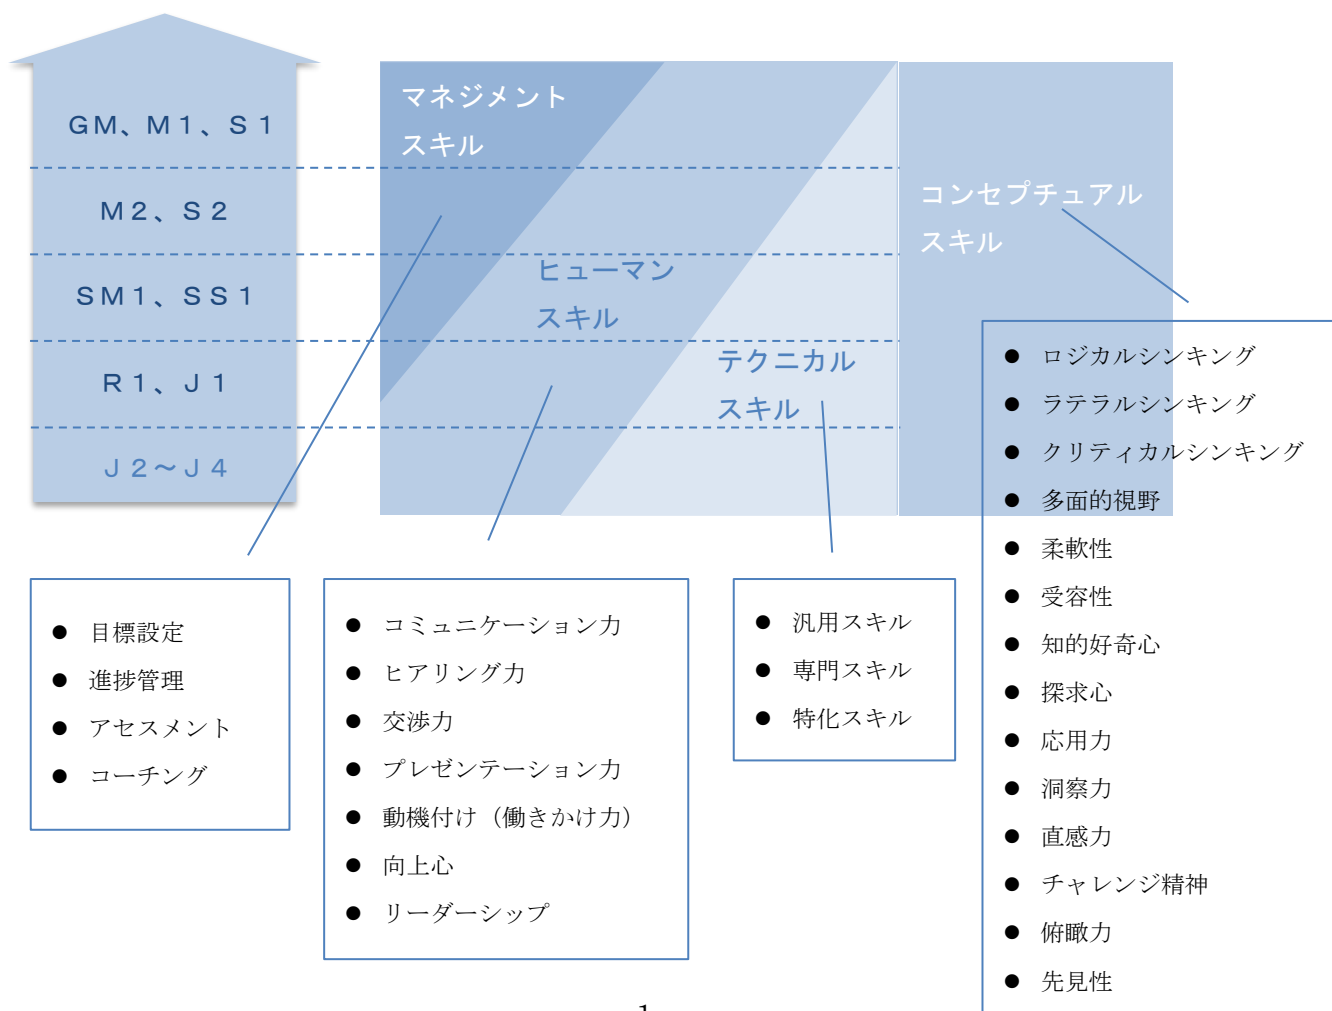 ＧＭ、Ｍ１、Ｓ１
Ｍ２、Ｓ２
ＳＭ１、ＳＳ１
Ｒ１、Ｊ１
Ｊ２～Ｊ４
マネジメント
スキル
ヒューマン
スキル
テクニカル
スキル
コンセプチュアル
スキル
● 目標設定
● 進捗管理
● アセスメント
● コーチング
● コミュニケーション力
● ヒアリング力
● 交渉力
● プレゼンテーション力
● 動機付け（働きかけ力）
● 向上心
● リーダーシップ
● 汎用スキル
● 専門スキル
● 特化スキル
● ロジカルシンキング
● ラテラルシンキング
● クリティカルシンキング
● 多面的視野
● 柔軟性
● 受容性
● 知的好奇心
● 探求心
● 応用力
● 洞察力
● 直感力
● チャレンジ精神
● 俯瞰力
● 先見性
1